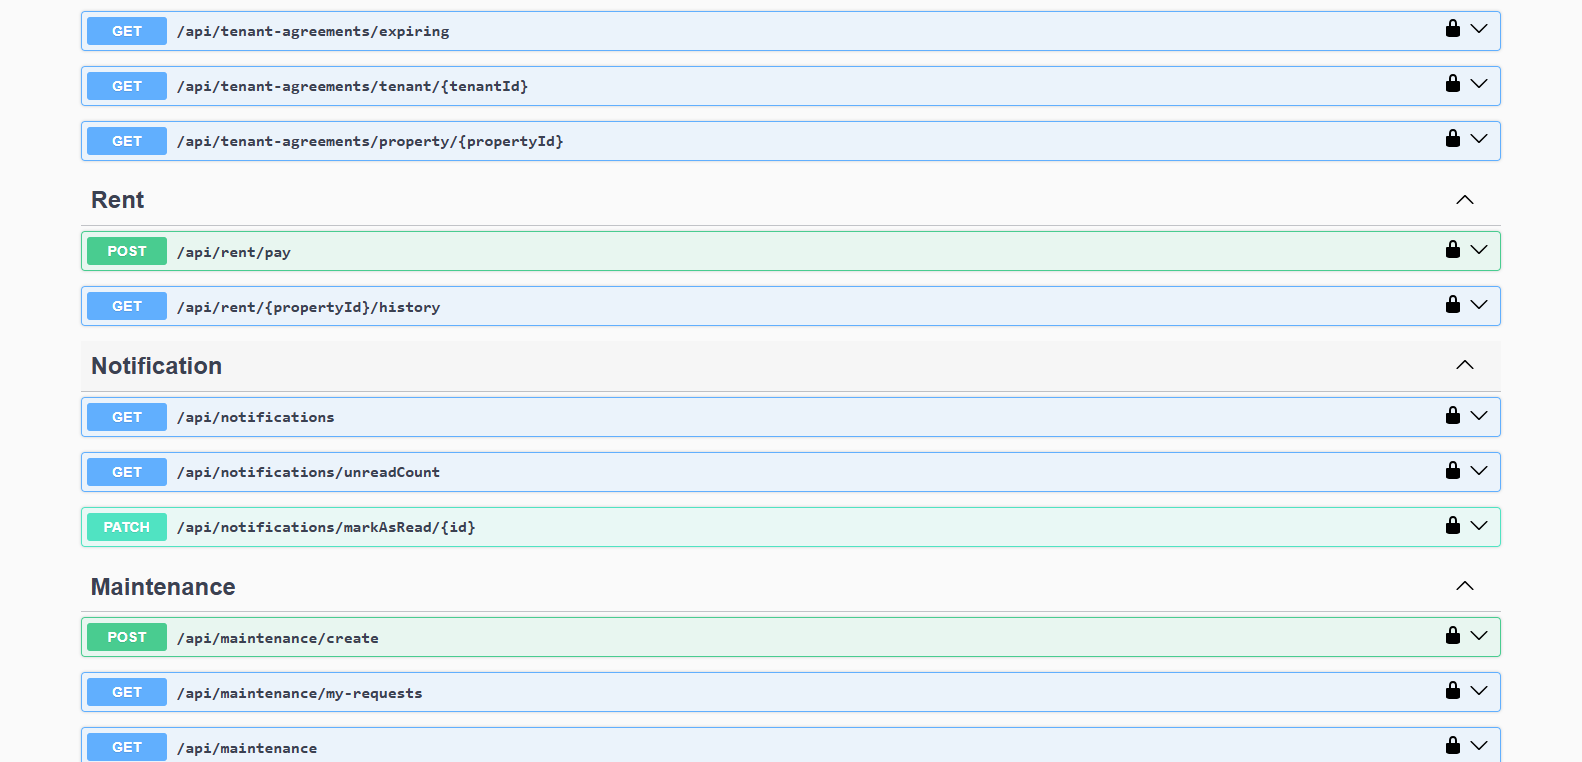 GET /api/tenant-agreements/expiring
GET /api/tenant-agreements/tenant/{tenantId}
GET /api/tenant-agreements/property/{propertyId}
Rent
POST /api/rent/pay
GET /api/rent/{propertyId}/history
Notification
GET /api/notifications
GET /api/notifications/unreadCount
PATCH /api/notifications/markAsRead/{id}
Maintenance
POST /api/maintenance/create
GET /api/maintenance/my-requests
GET /api/maintenance